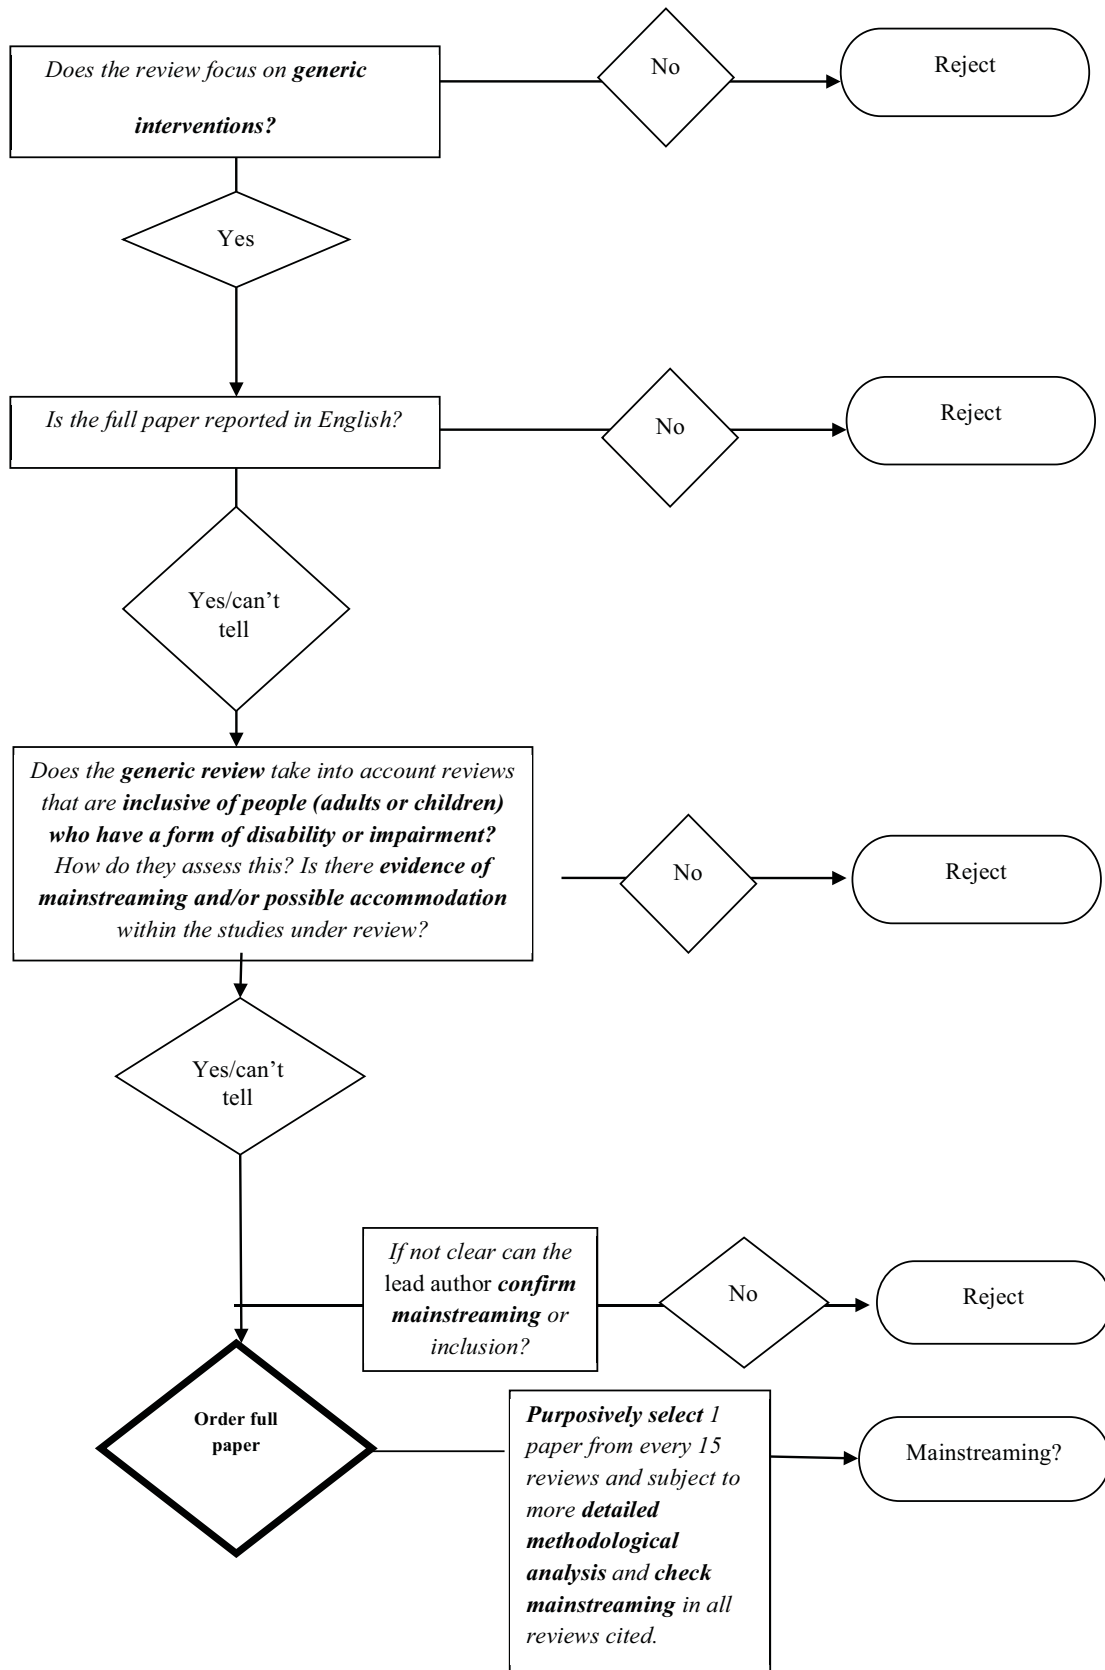 Does the review focus on generic
interventions?
No
Reject
Yes
Is the full paper reported in English?
No
Reject
Yes/can’t
tell
Does the generic review take into account reviews
that are inclusive of people (adults or children)
who have a form of disability or impairment?
How do they assess this? Is there evidence of
mainstreaming and/or possible accommodation
within the studies under review?
No
Reject
Yes/can’t
tell
If not clear can the
lead author confirm
mainstreaming or
inclusion?
No
Reject
Order full
paper
Purposively select 1
paper from every 15
reviews and subject to
more detailed
methodological
analysis and check
mainstreaming in all
reviews cited.
Mainstreaming?